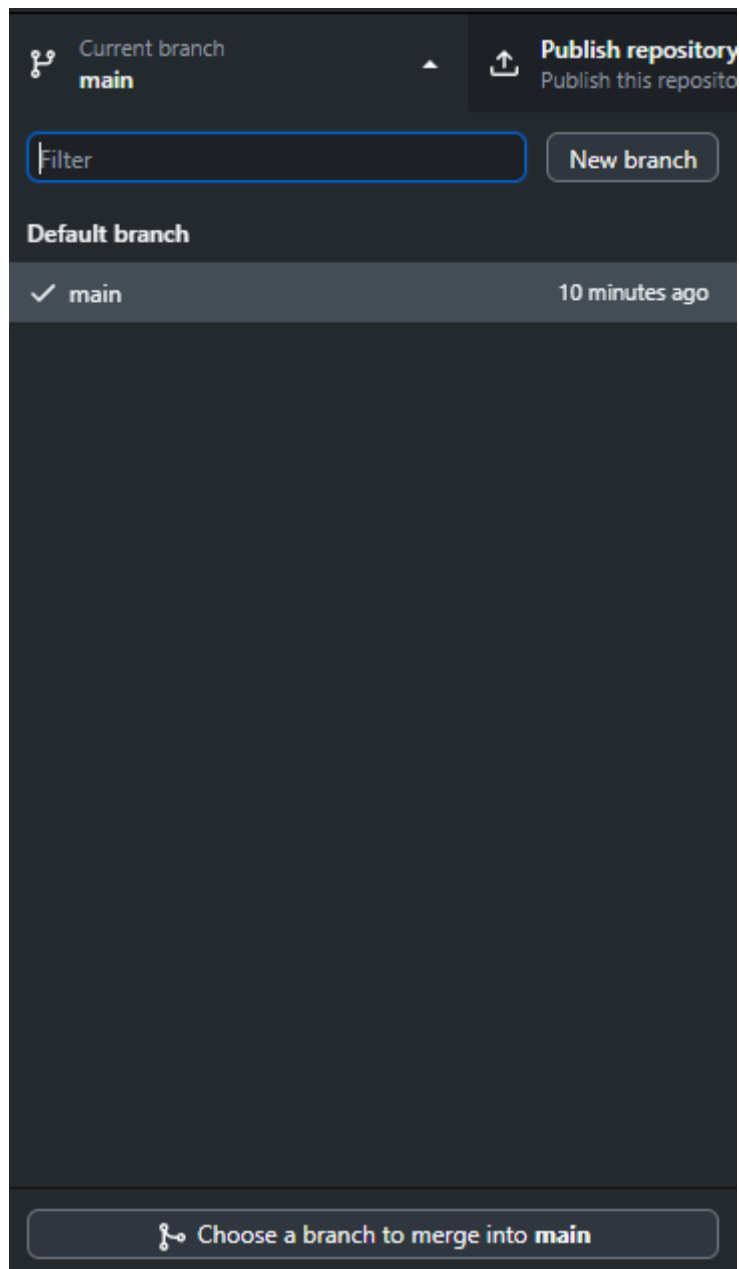 Current branch
main
Publish repository
Publish this reposito
Filter
New branch
Default branch
main
10 minutes ago
Choose a branch to merge into main